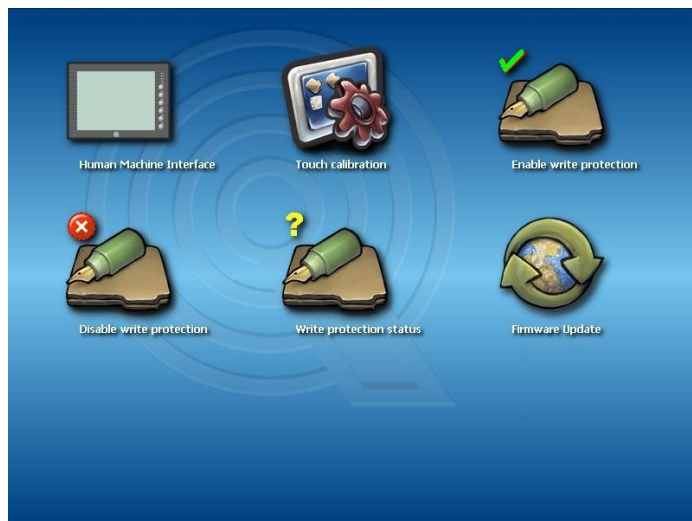 Human Machine Interface
Touch calibration
Enable write protection
Disable write protection
?
Write protection status
Firmware Update